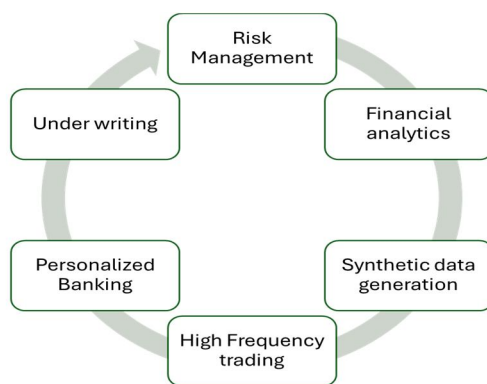 Risk
Management
Financial
analytics
Synthetic data
generation
High Frequency
trading
Personalized
Banking
Under writing